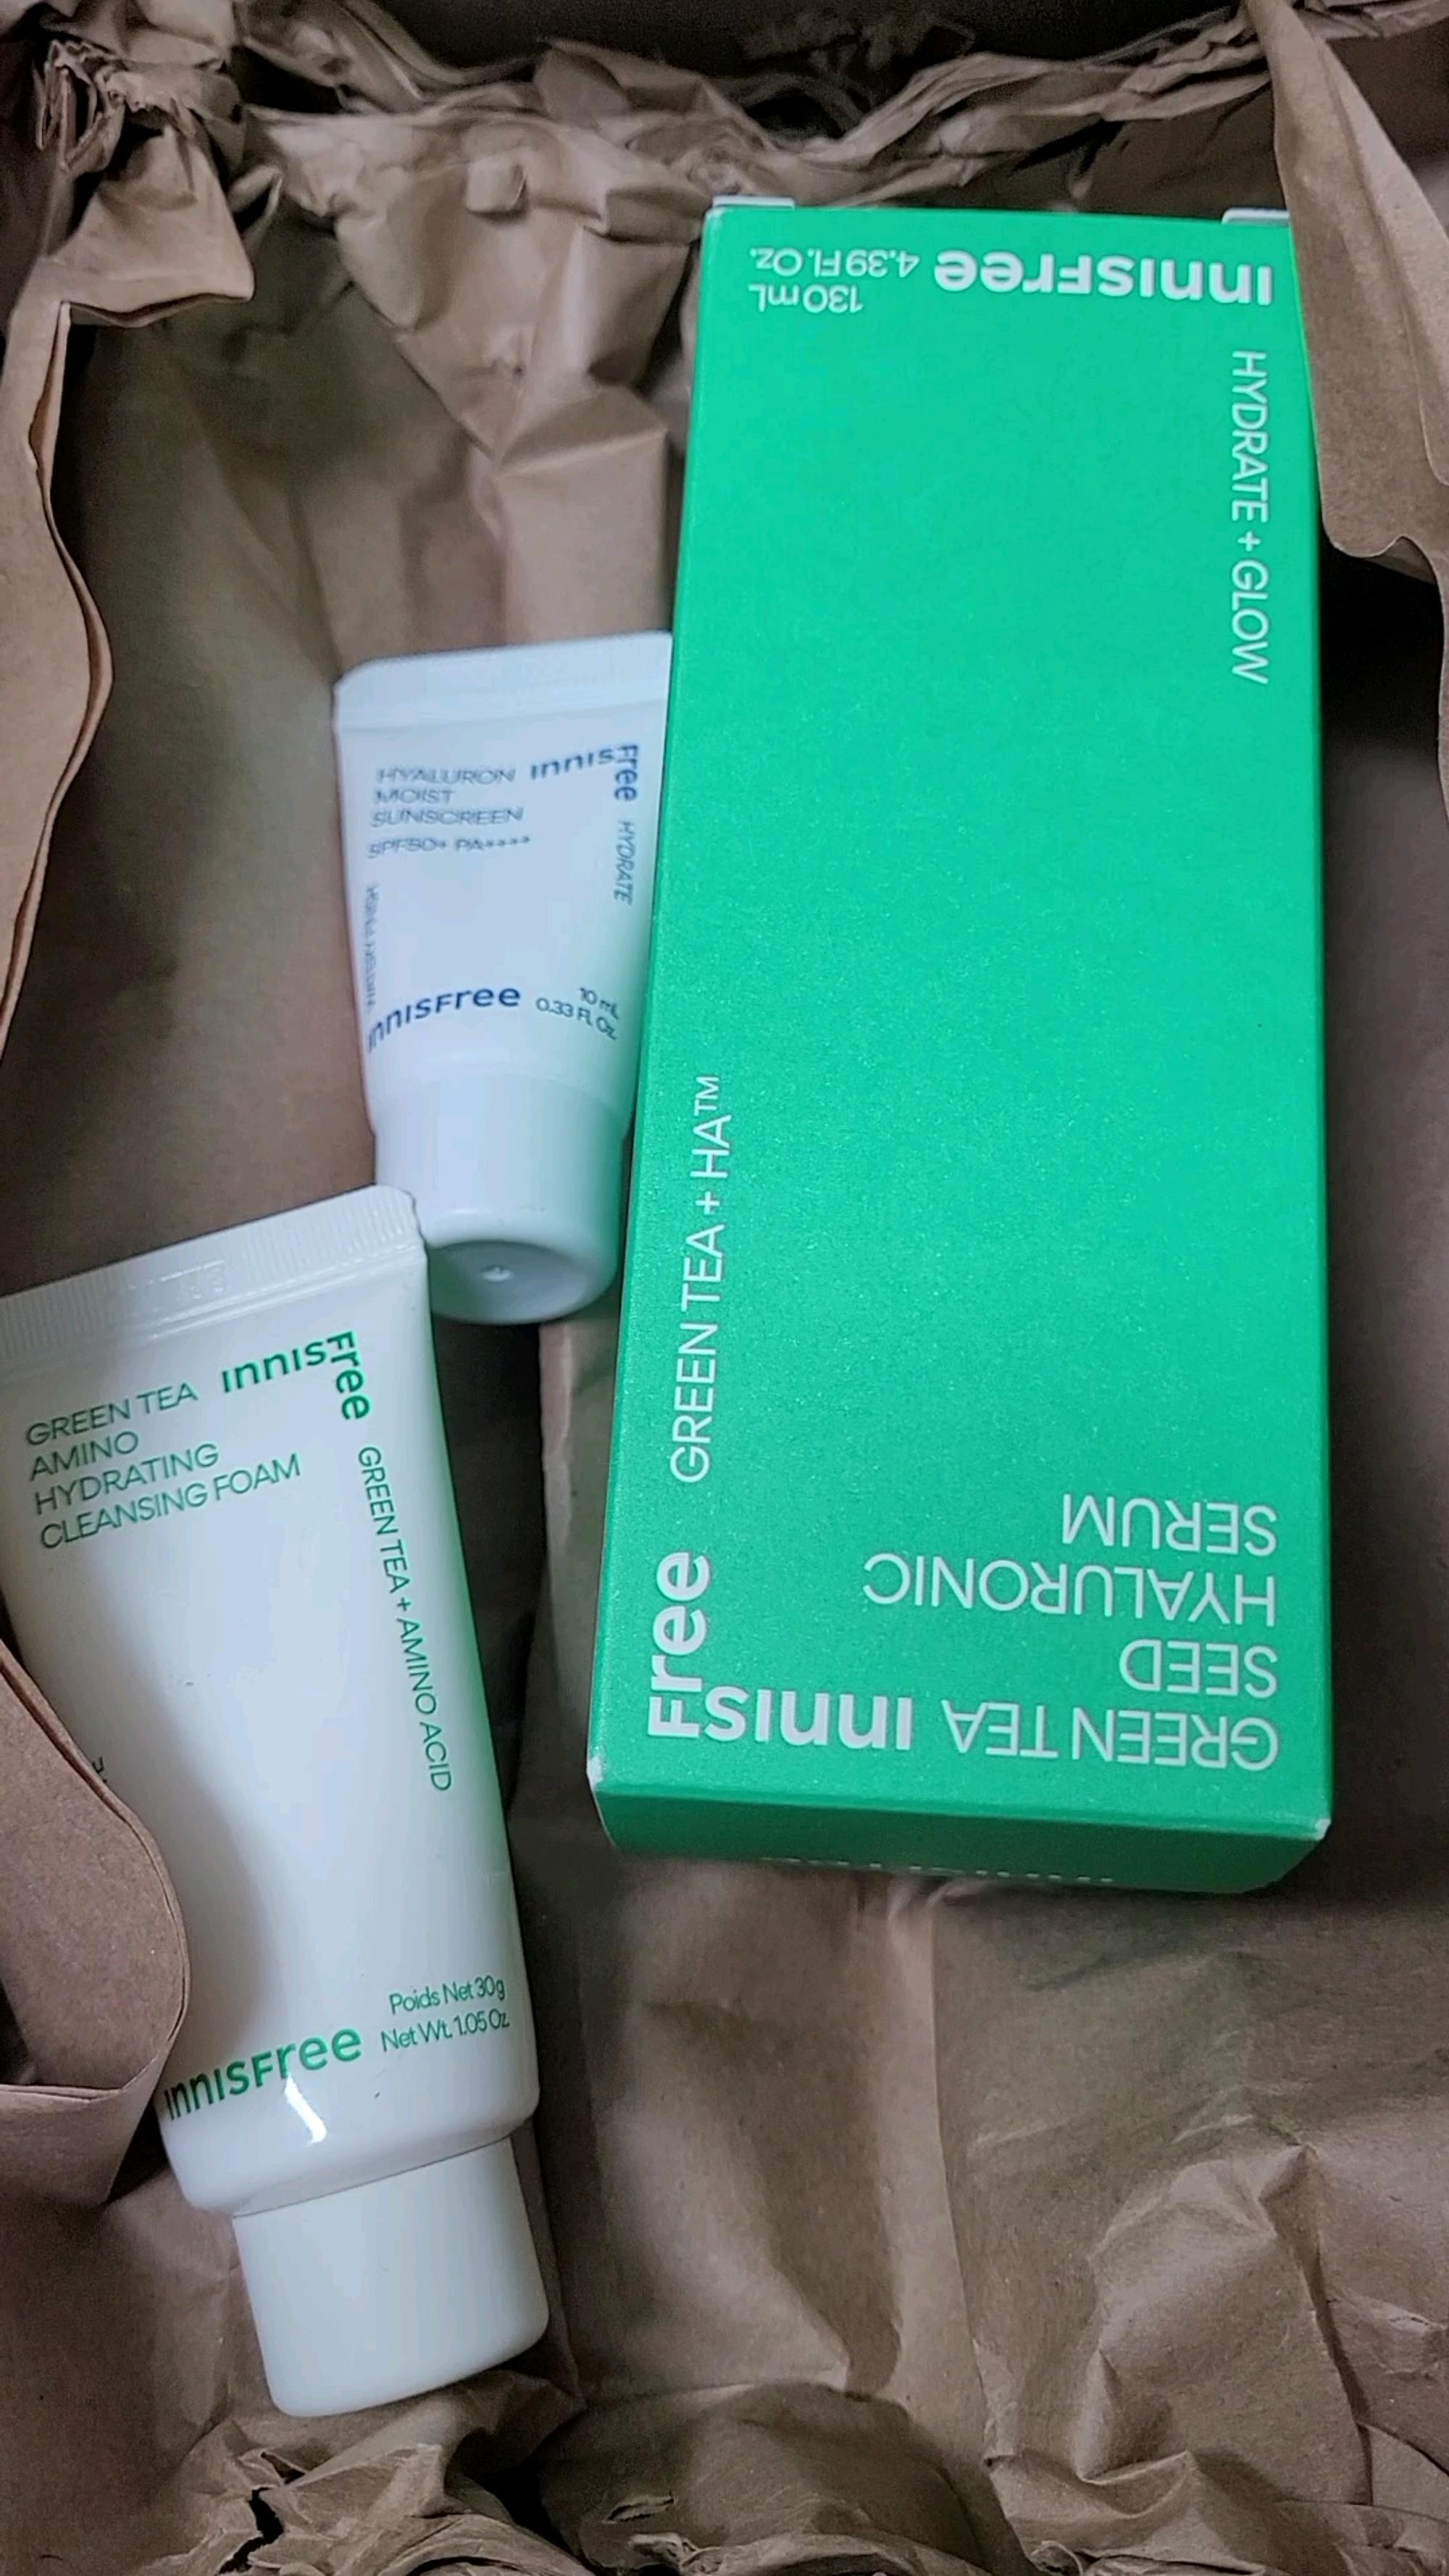 innisFree
4.39 Fl. Oz.
130 mL
HYDRATE + GLOW
GREEN TEA + HA™
innisFree
GREEN TEA
SEED
HYALURONIC
SERUM
innisFree
HYALURON
MOIST
SUNSCREEN
SPF50+ PA++++
HYDRATE
innisFree
10 mL
0.33 Fl. Oz.
innisFree
GREEN TEA
AMINO
HYDRATING
CLEANSING FOAM
GREEN TEA + AMINO ACID
Poids Net 30g
Net Wt. 1.05 Oz.
innisFree